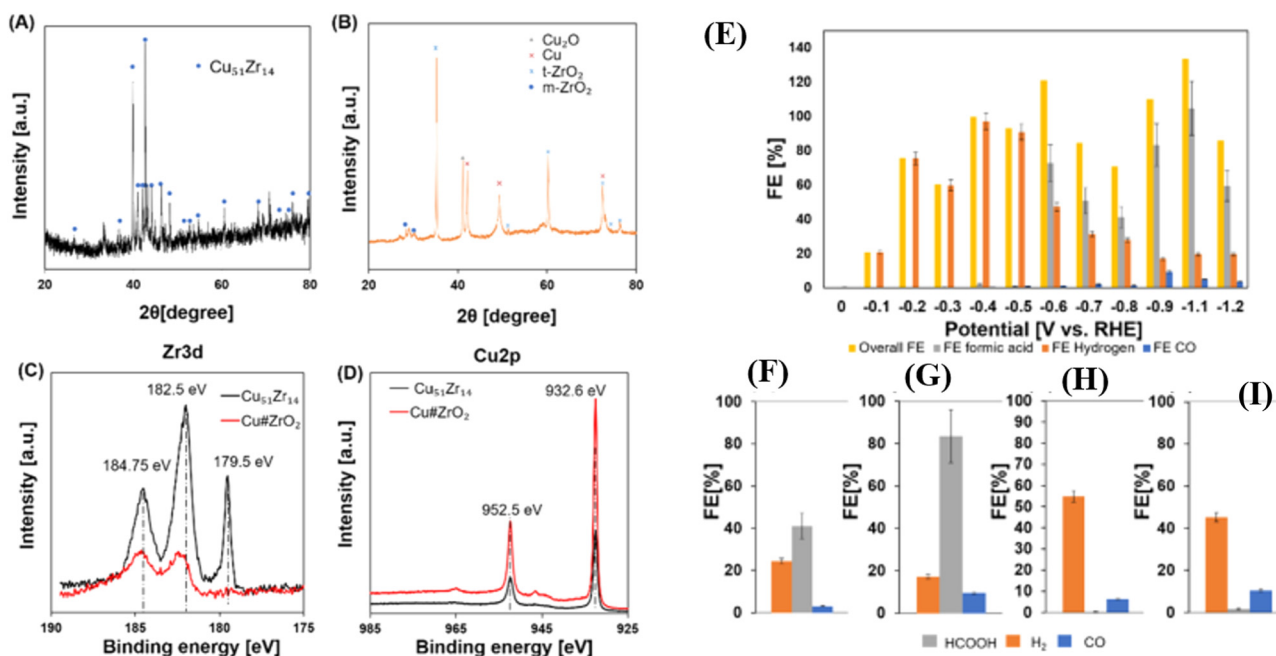 (A)
Intensity [a.u.]
Cu₅₁Zr₁₄
20 40 60 80
2θ[degree]
(B)
Intensity [a.u.]
Cu₂O
Cu
t-ZrO₂
m-ZrO₂
20 40 60 80
2θ [degree]
(E)
FE [%]
140
120
100
80
60
40
20
0
0 -0.1 -0.2 -0.3 -0.4 -0.5 -0.6 -0.7 -0.8 -0.9 -1.1 -1.2
Potential [V vs. RHE]
Overall FE FE formic acid FE Hydrogen FE CO
Zr3d
(C)
Intensity [a.u.]
182.5 eV
184.75 eV
179.5 eV
Cu₅₁Zr₁₄
Cu#ZrO₂
190 185 180 175
Binding energy [eV]
Cu2p
(D)
Intensity [a.u.]
Cu₅₁Zr₁₄
Cu#ZrO₂
932.6 eV
952.5 eV
985 965 945 925
Binding energy [eV]
(F)
FE[%]
100
80
60
40
20
0
(G)
FE[%]
100
80
60
40
20
0
(H)
FE[%]
100
90
80
70
60
50
40
30
20
10
0
(I)
FE[%]
100
80
60
40
20
0
HCOOH H₂ CO